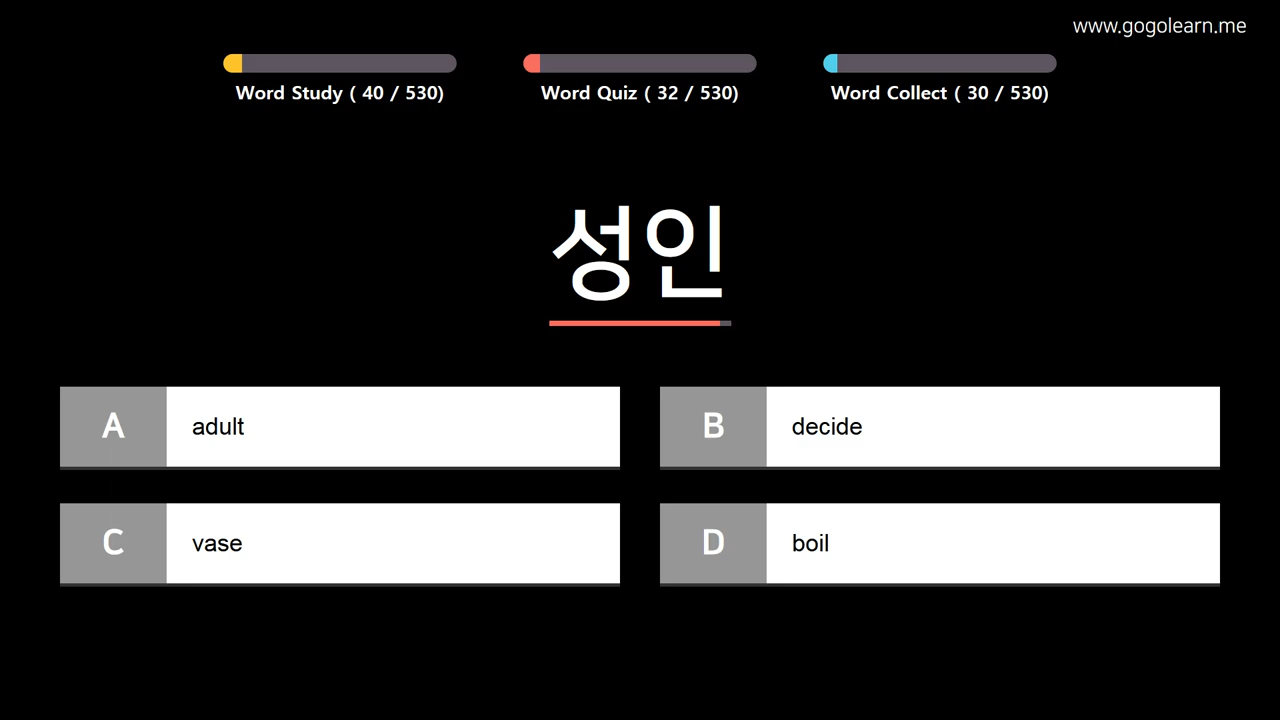 www.gogolearn.me
Word Study ( 40 / 530)
Word Quiz ( 32 / 530)
Word Collect ( 30 / 530)
성인
A
adult
B
decide
C
vase
D
boil